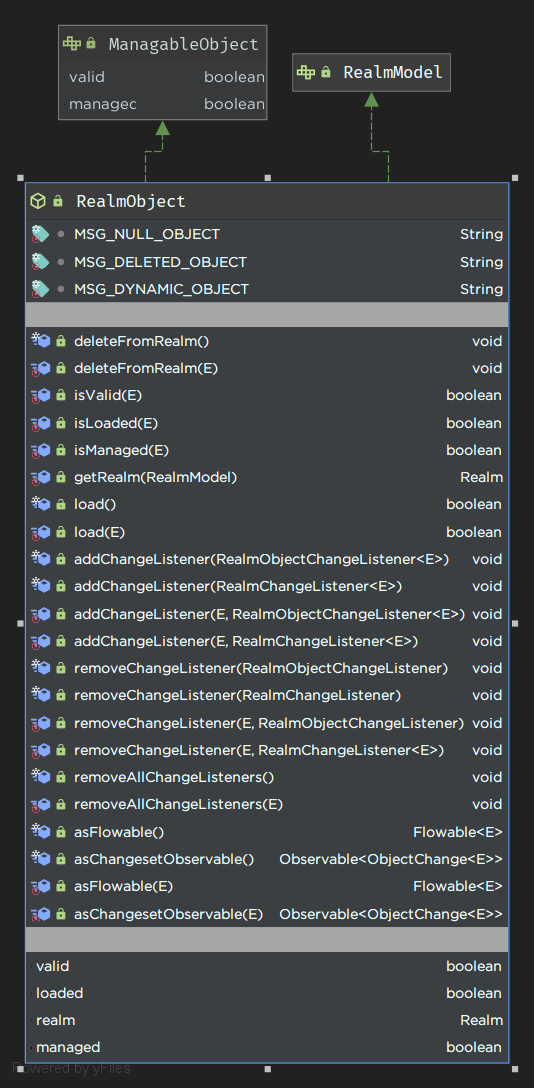 ManagableObject
valid boolean
managec boolean
RealmModel
RealmObject
MSG_NULL_OBJECT String
MSG_DELETED_OBJECT String
MSG_DYNAMIC_OBJECT String
deleteFromRealm() void
deleteFromRealm(E) void
isValid(E) boolean
isLoaded(E) boolean
isManaged(E) boolean
getRealm(RealmModel) Realm
load() boolean
load(E) boolean
addChangeListener(RealmObjectChangeListener<E>) void
addChangeListener(RealmChangeListener<E>) void
addChangeListener(E, RealmObjectChangeListener<E>) void
addChangeListener(E, RealmChangeListener<E>) void
removeChangeListener(RealmObjectChangeListener) void
removeChangeListener(RealmChangeListener) void
removeChangeListener(E, RealmObjectChangeListener) void
removeChangeListener(E, RealmChangeListener<E>) void
removeAllChangeListeners() void
removeAllChangeListeners(E) void
asFlowable() Flowable<E>
asChangesetObservable() Observable<ObjectChange<E>>
asFlowable(E) Flowable<E>
asChangesetObservable(E) Observable<ObjectChange<E>>
valid boolean
loaded boolean
realm Realm
managed boolean
Powered by yFiles